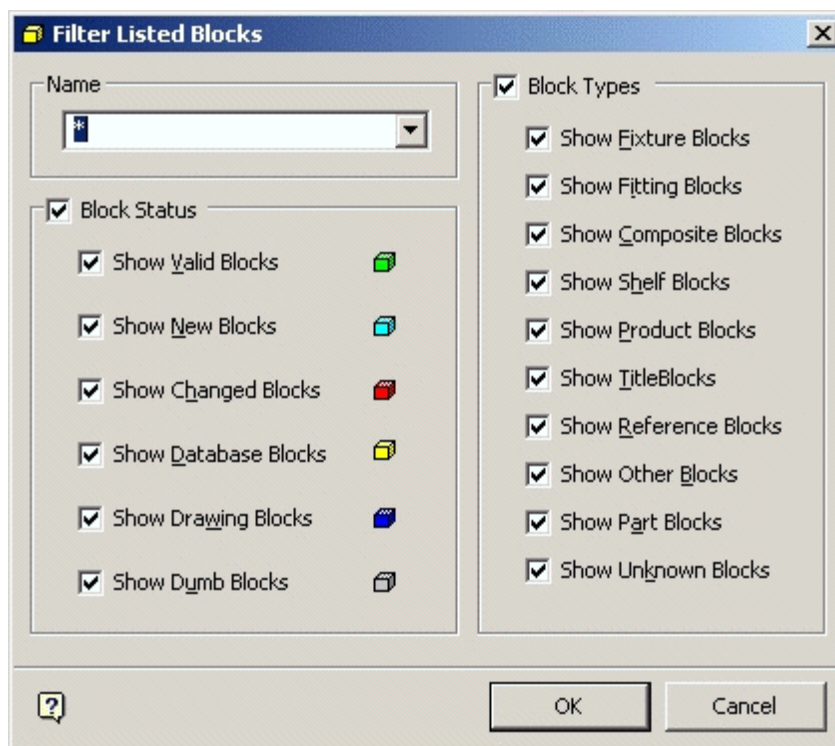 Filter Listed Blocks
Name
*
Block Status
Show Valid Blocks
Show New Blocks
Show Changed Blocks
Show Database Blocks
Show Drawing Blocks
Show Dumb Blocks
Block Types
Show Fixture Blocks
Show Fitting Blocks
Show Composite Blocks
Show Shelf Blocks
Show Product Blocks
Show TitleBlocks
Show Reference Blocks
Show Other Blocks
Show Part Blocks
Show Unknown Blocks
?
OK
Cancel